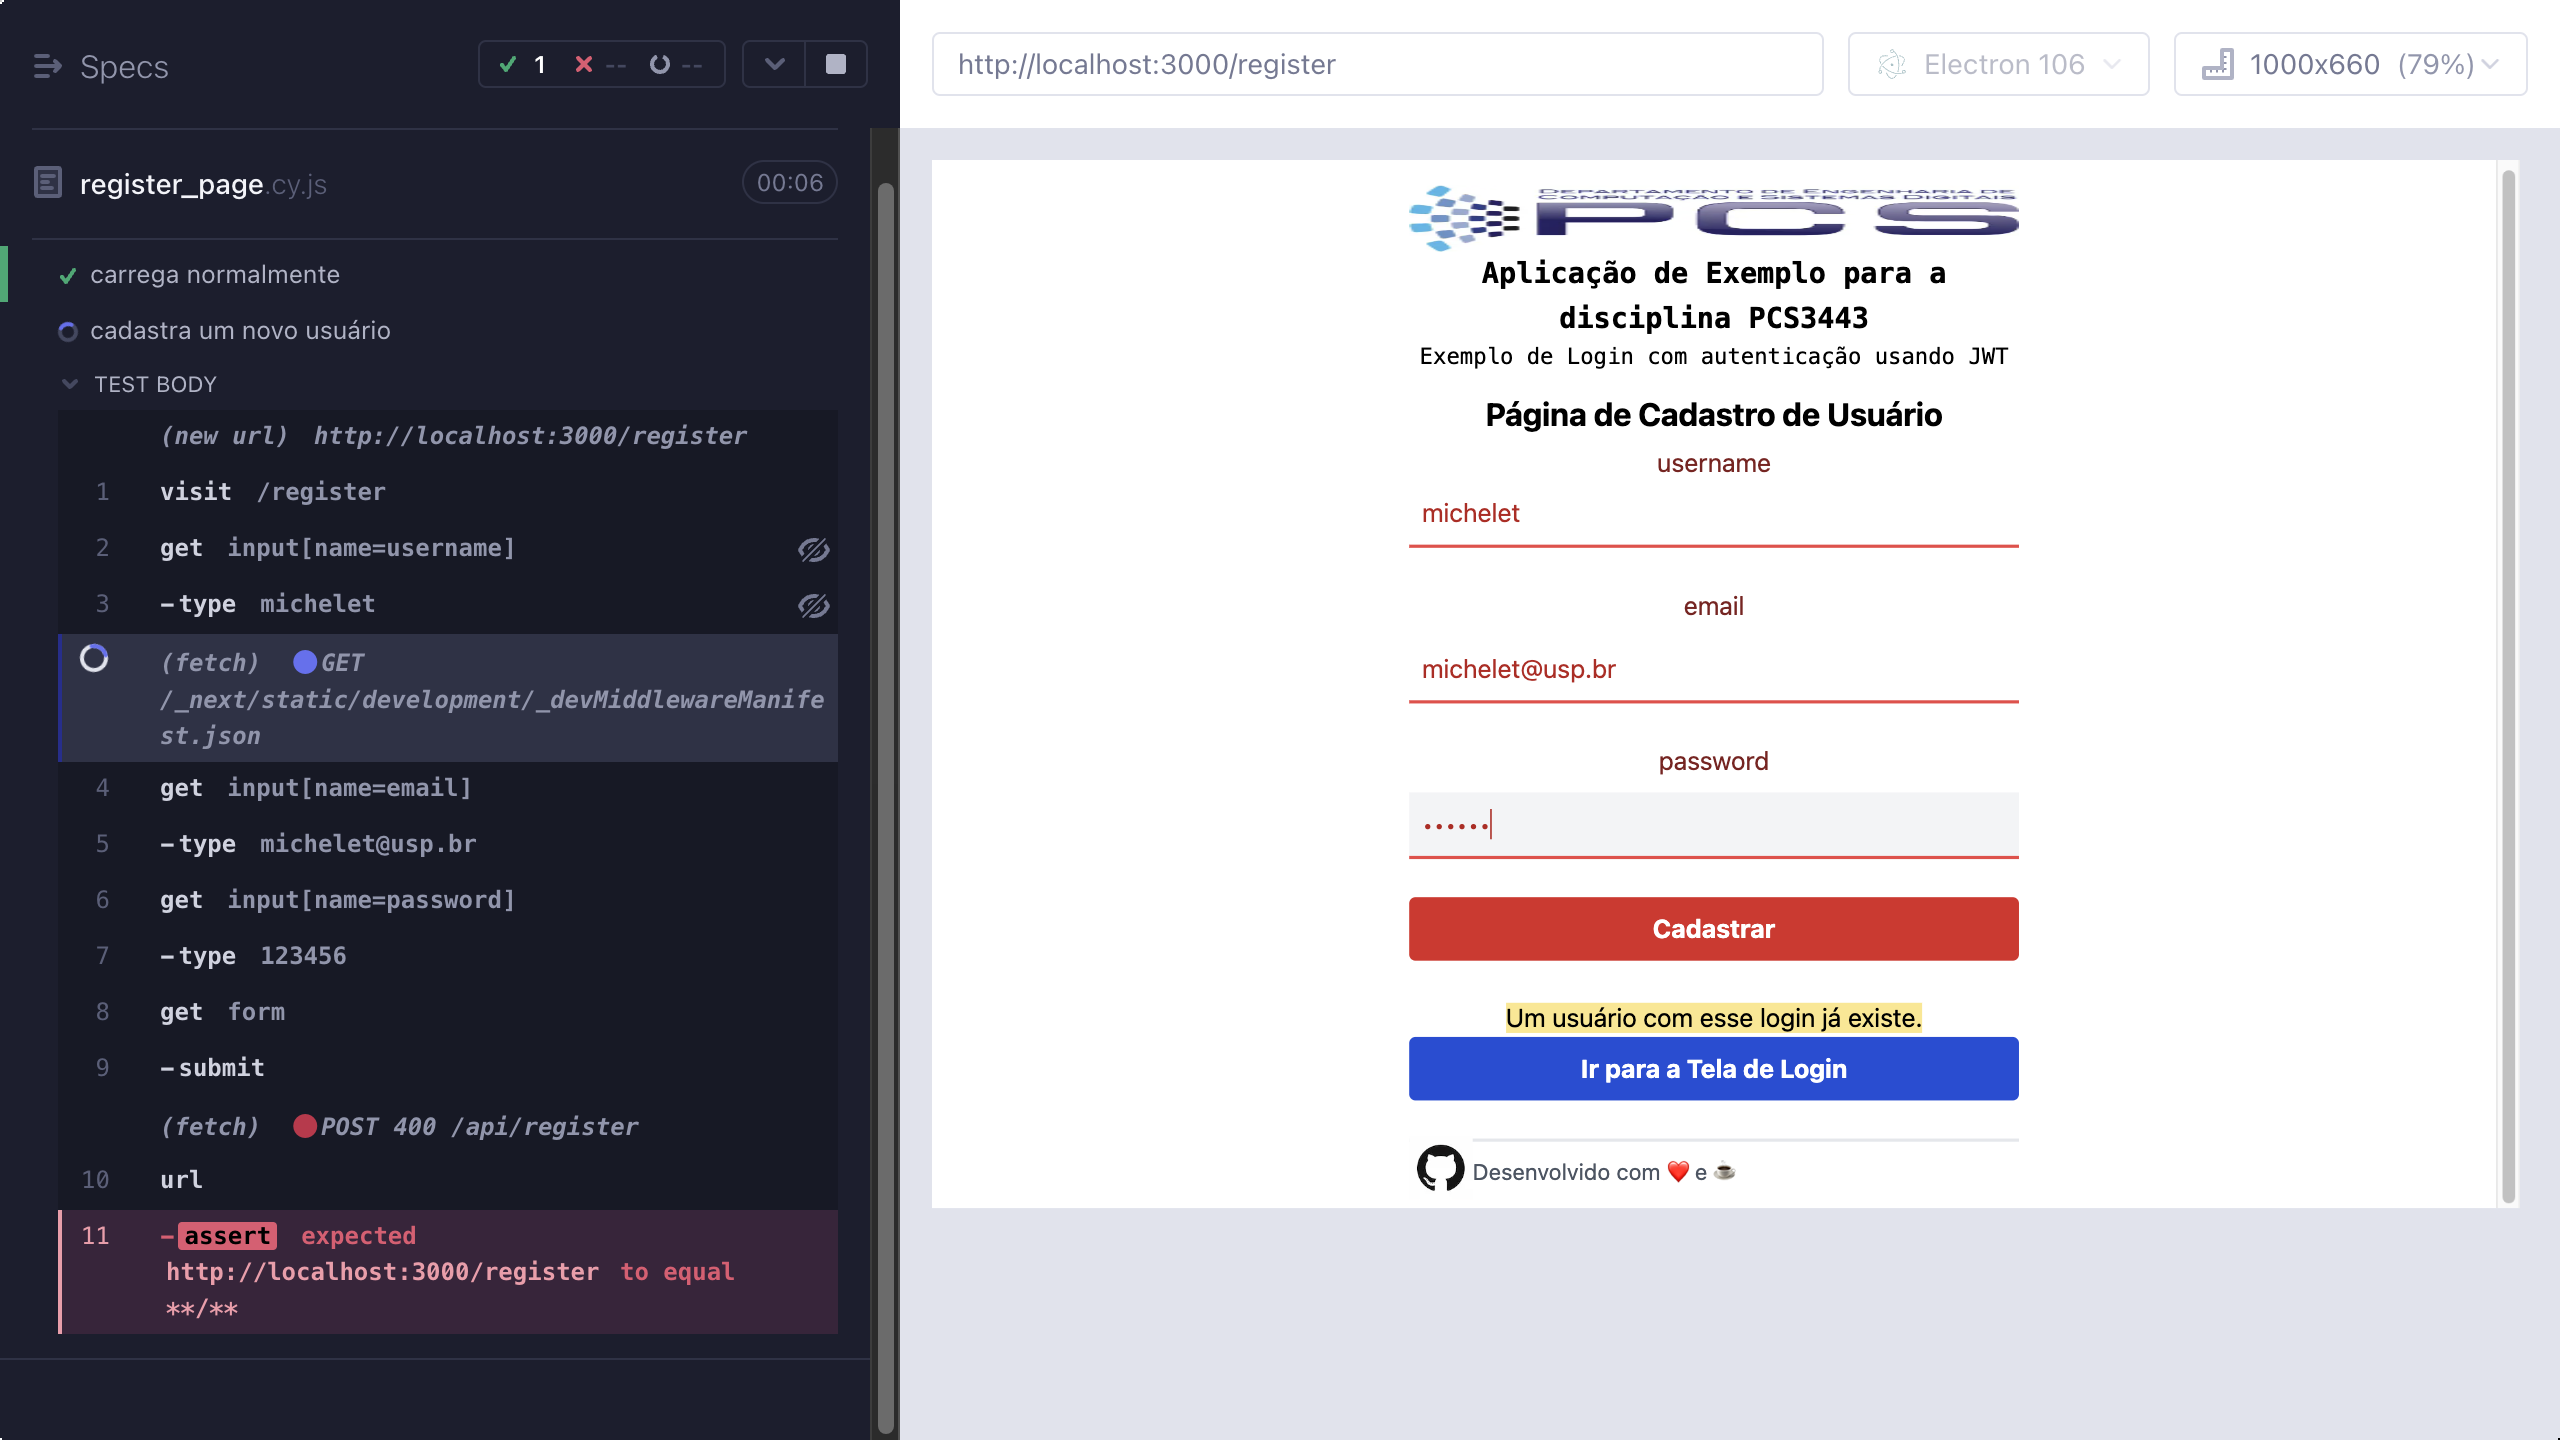 Specs
1
--
--
register_page.cy.js
00:06
carrega normalmente
cadastra um novo usuário
TEST BODY
(new url) http://localhost:3000/register
1 visit /register
2 get input[name=username]
3 -type michelet
(fetch) GET
/_next/static/development/_devMiddlewareManife
st.json
4 get input[name=email]
5 -type michelet@usp.br
6 get input[name=password]
7 -type 123456
8 get form
9 -submit
(fetch) POST 400 /api/register
10 url
11 -assert expected
http://localhost:3000/register to equal
**/**
http://localhost:3000/register
Electron 106
1000x660 (79%)
Departamento de Engenharia de
Computação e Sistemas Digitais
PCS
Aplicação de Exemplo para a
disciplina PCS3443
Exemplo de Login com autenticação usando JWT
Página de Cadastro de Usuário
username
michelet
email
michelet@usp.br
password
••••••
Cadastrar
Um usuário com esse login já existe.
Ir para a Tela de Login
Desenvolvido com ❤️ e ☕